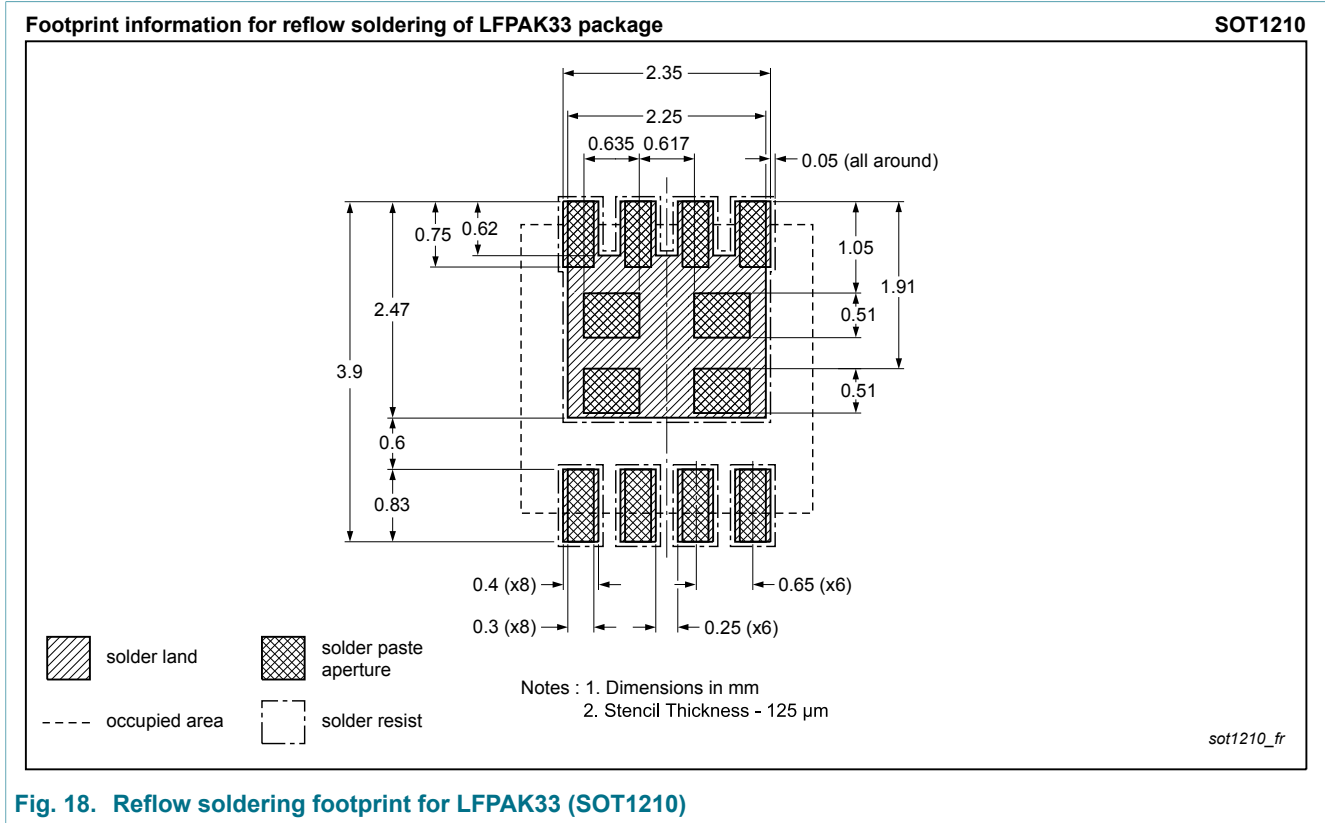 Footprint information for reflow soldering of LFPAK33 package SOT1210
2.35
2.25
0.635 0.617
0.05 (all around)
0.75 0.62
1.05
1.91
2.47
0.51
3.9
0.51
0.6
0.83
0.4 (x8) 0.65 (x6)
0.3 (x8) 0.25 (x6)
solder land
solder paste
aperture
occupied area
solder resist
Notes : 1. Dimensions in mm
2. Stencil Thickness - 125 μm
sot1210_fr
Fig. 18. Reflow soldering footprint for LFPAK33 (SOT1210)